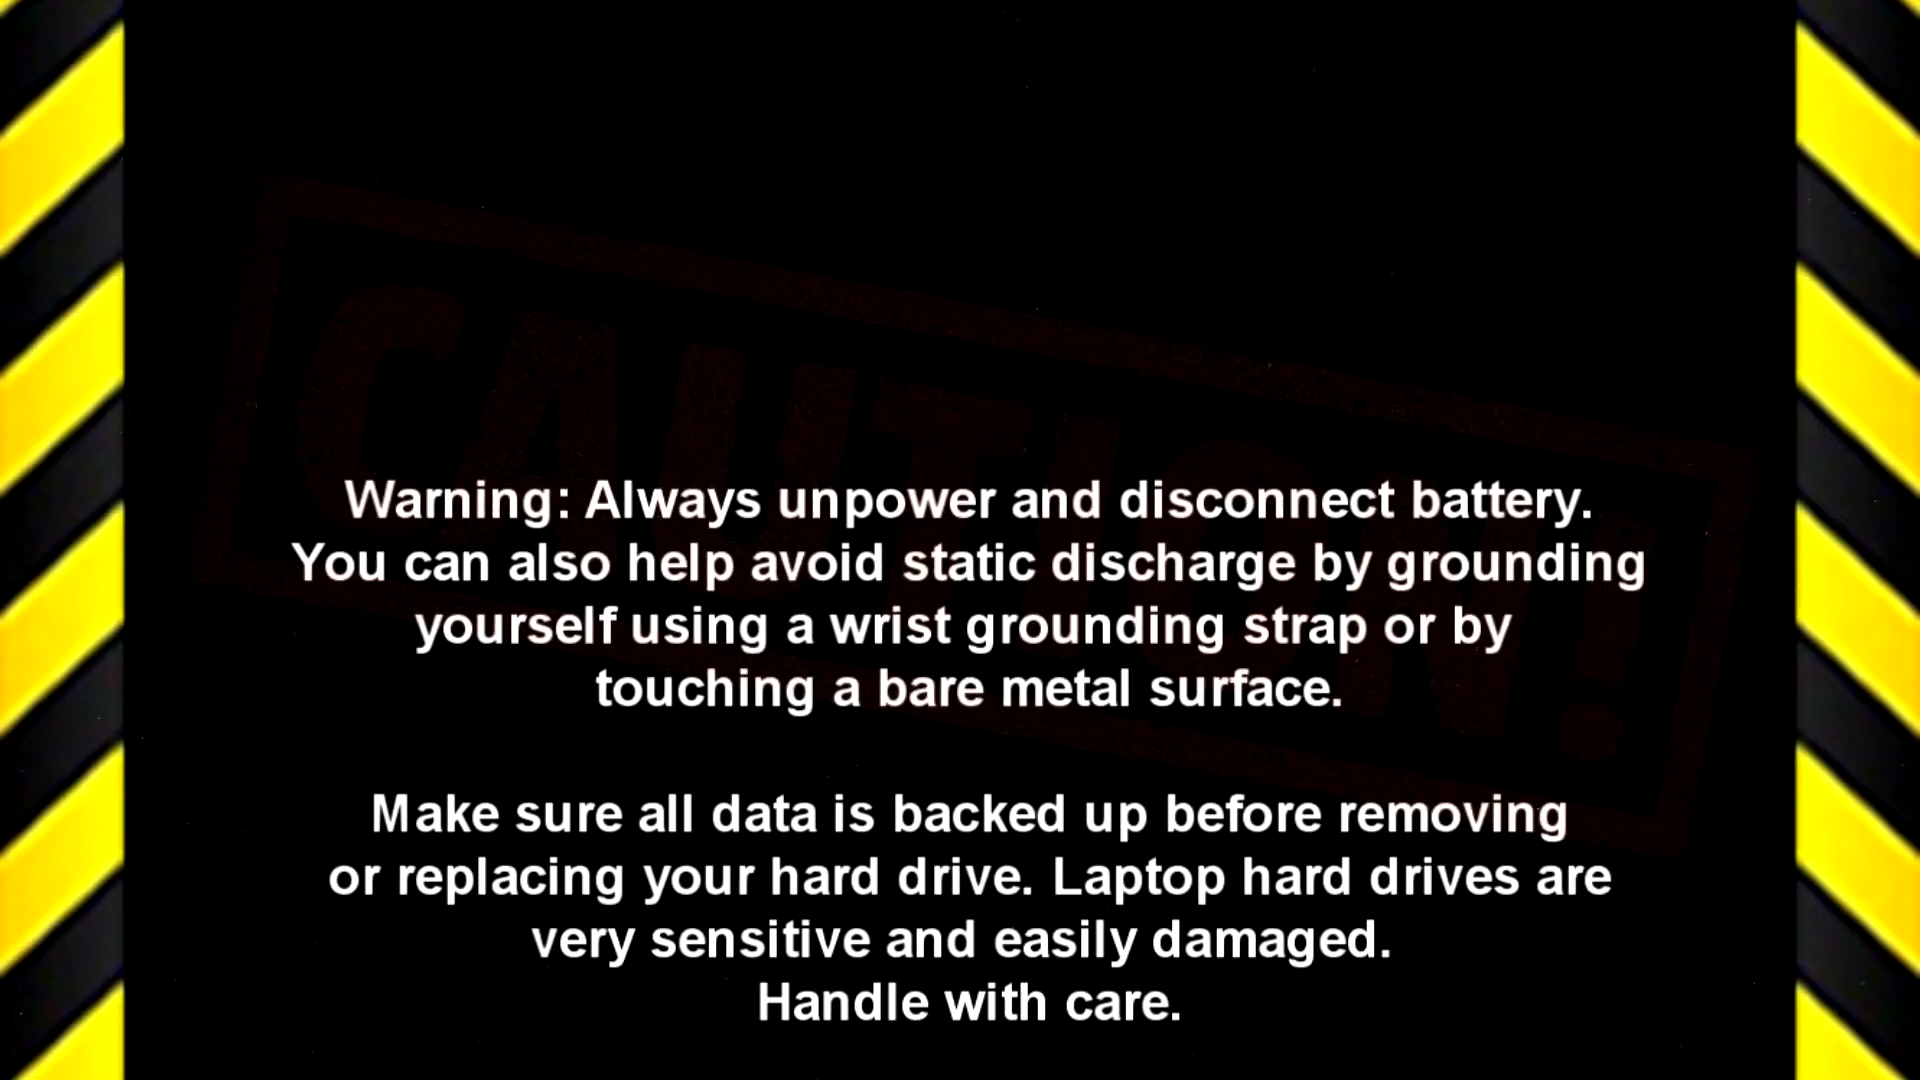 CAUTION!
Warning: Always unpower and disconnect battery.
You can also help avoid static discharge by grounding
yourself using a wrist grounding strap or by
touching a bare metal surface.
Make sure all data is backed up before removing
or replacing your hard drive. Laptop hard drives are
very sensitive and easily damaged.
Handle with care.